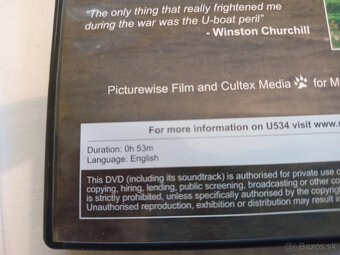 "The only thing that really frightened me
during the war was the U-boat peril"
- Winston Churchill
Picturewise Film and Cultex Media for M
For more information on U534 visit www.
Duration: 0h 53m
Language: English
This DVD (including its soundtrack) is authorised for private use
copying, hiring, lending, public screening, broadcasting or other
is strictly prohibited, unless specifically authorised by the copyrig
Unauthorised reproduction, exhibition or distribution may result in
bazos.sk